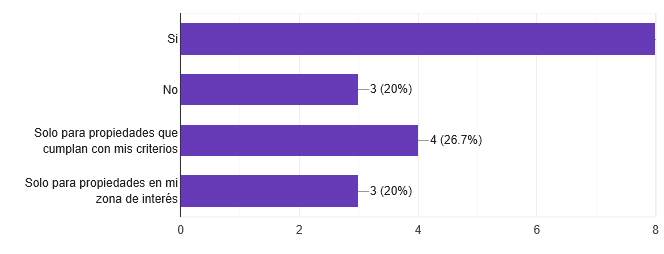 Si
No
3 (20%)
Solo para propiedades que
cumplan con mis criterios
4 (26.7%)
Solo para propiedades en mi
zona de interés
3 (20%)
0
2
4
6
8